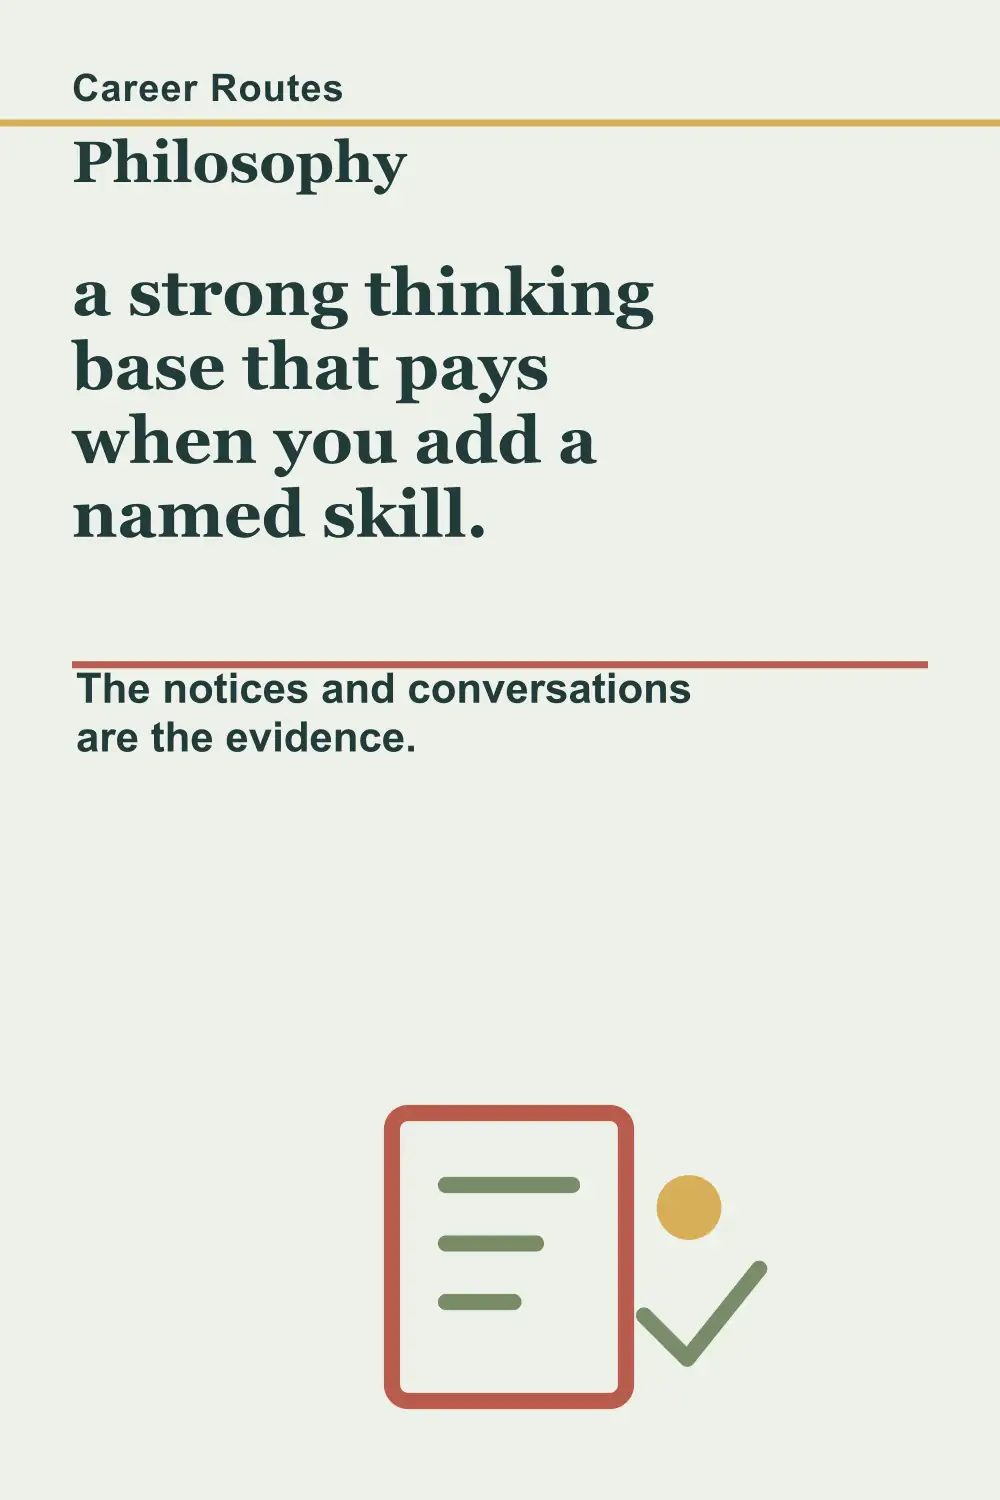 Career Routes
Philosophy
a strong thinking
base that pays
when you add a
named skill.
The notices and conversations
are the evidence.